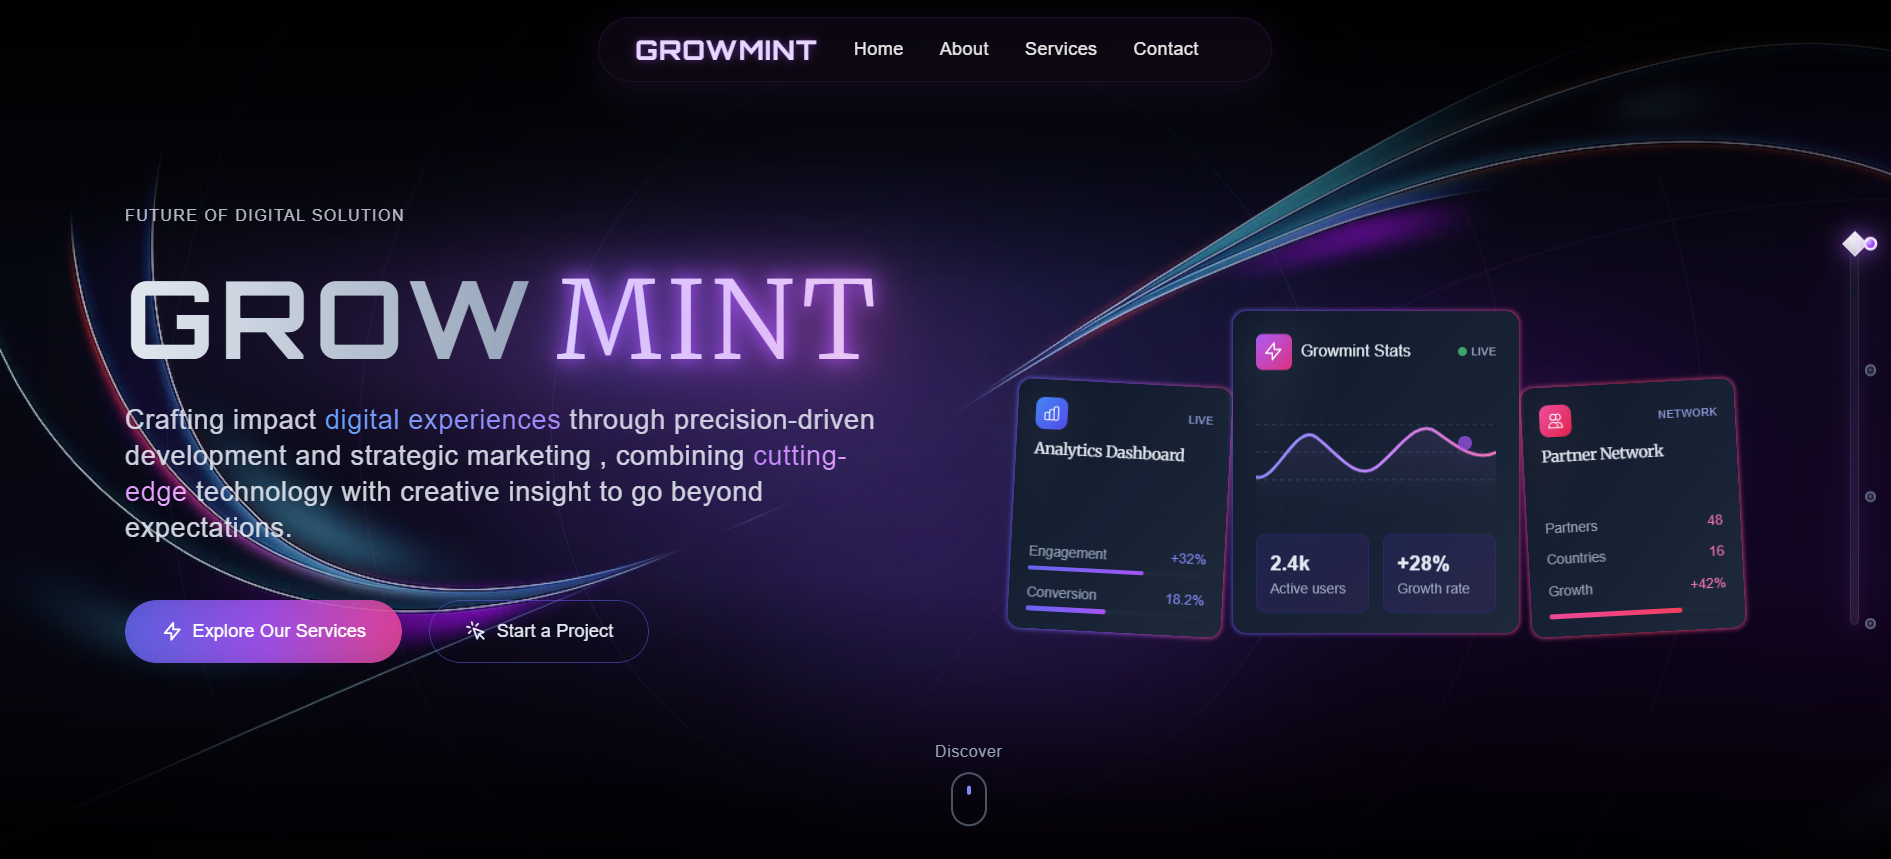 GROWMINT Home About Services Contact
FUTURE OF DIGITAL SOLUTION
GROW MINT
Crafting impact digital experiences through precision-driven
development and strategic marketing , combining cutting-
edge technology with creative insight to go beyond
expectations.
Explore Our Services
Start a Project
LIVE
Analytics Dashboard
Engagement +32%
Conversion 18.2%
Growmint Stats LIVE
2.4k
Active users
+28%
Growth rate
NETWORK
Partner Network
Partners 48
Countries 16
Growth +42%
Discover